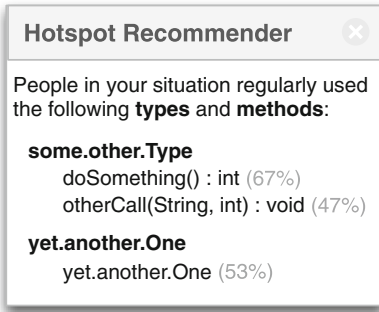 Hotspot Recommender
People in your situation regularly used
the following types and methods:
some.other.Type
doSomething() : int (67%)
otherCall(String, int) : void (47%)
yet.another.One
yet.another.One (53%)